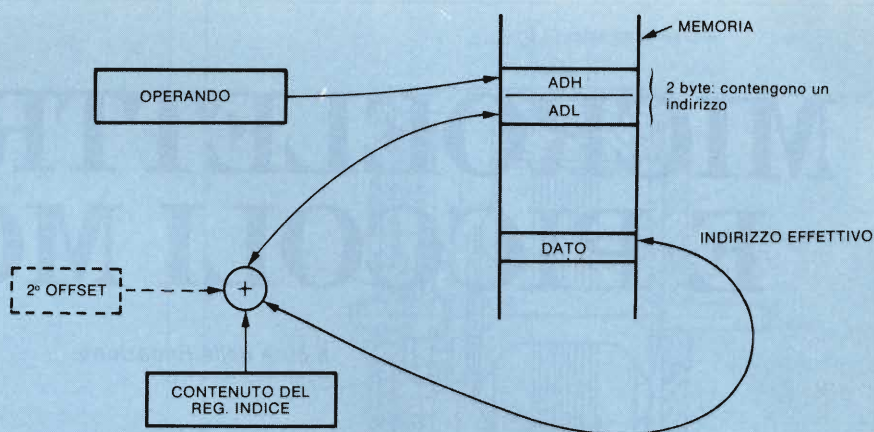 MEMORIA
OPERANDO
ADH
ADL
2 byte: contengono un
indirizzo
DATO
INDIRIZZO EFFETTIVO
2° OFFSET
+
CONTENUTO DEL
REG. INDICE